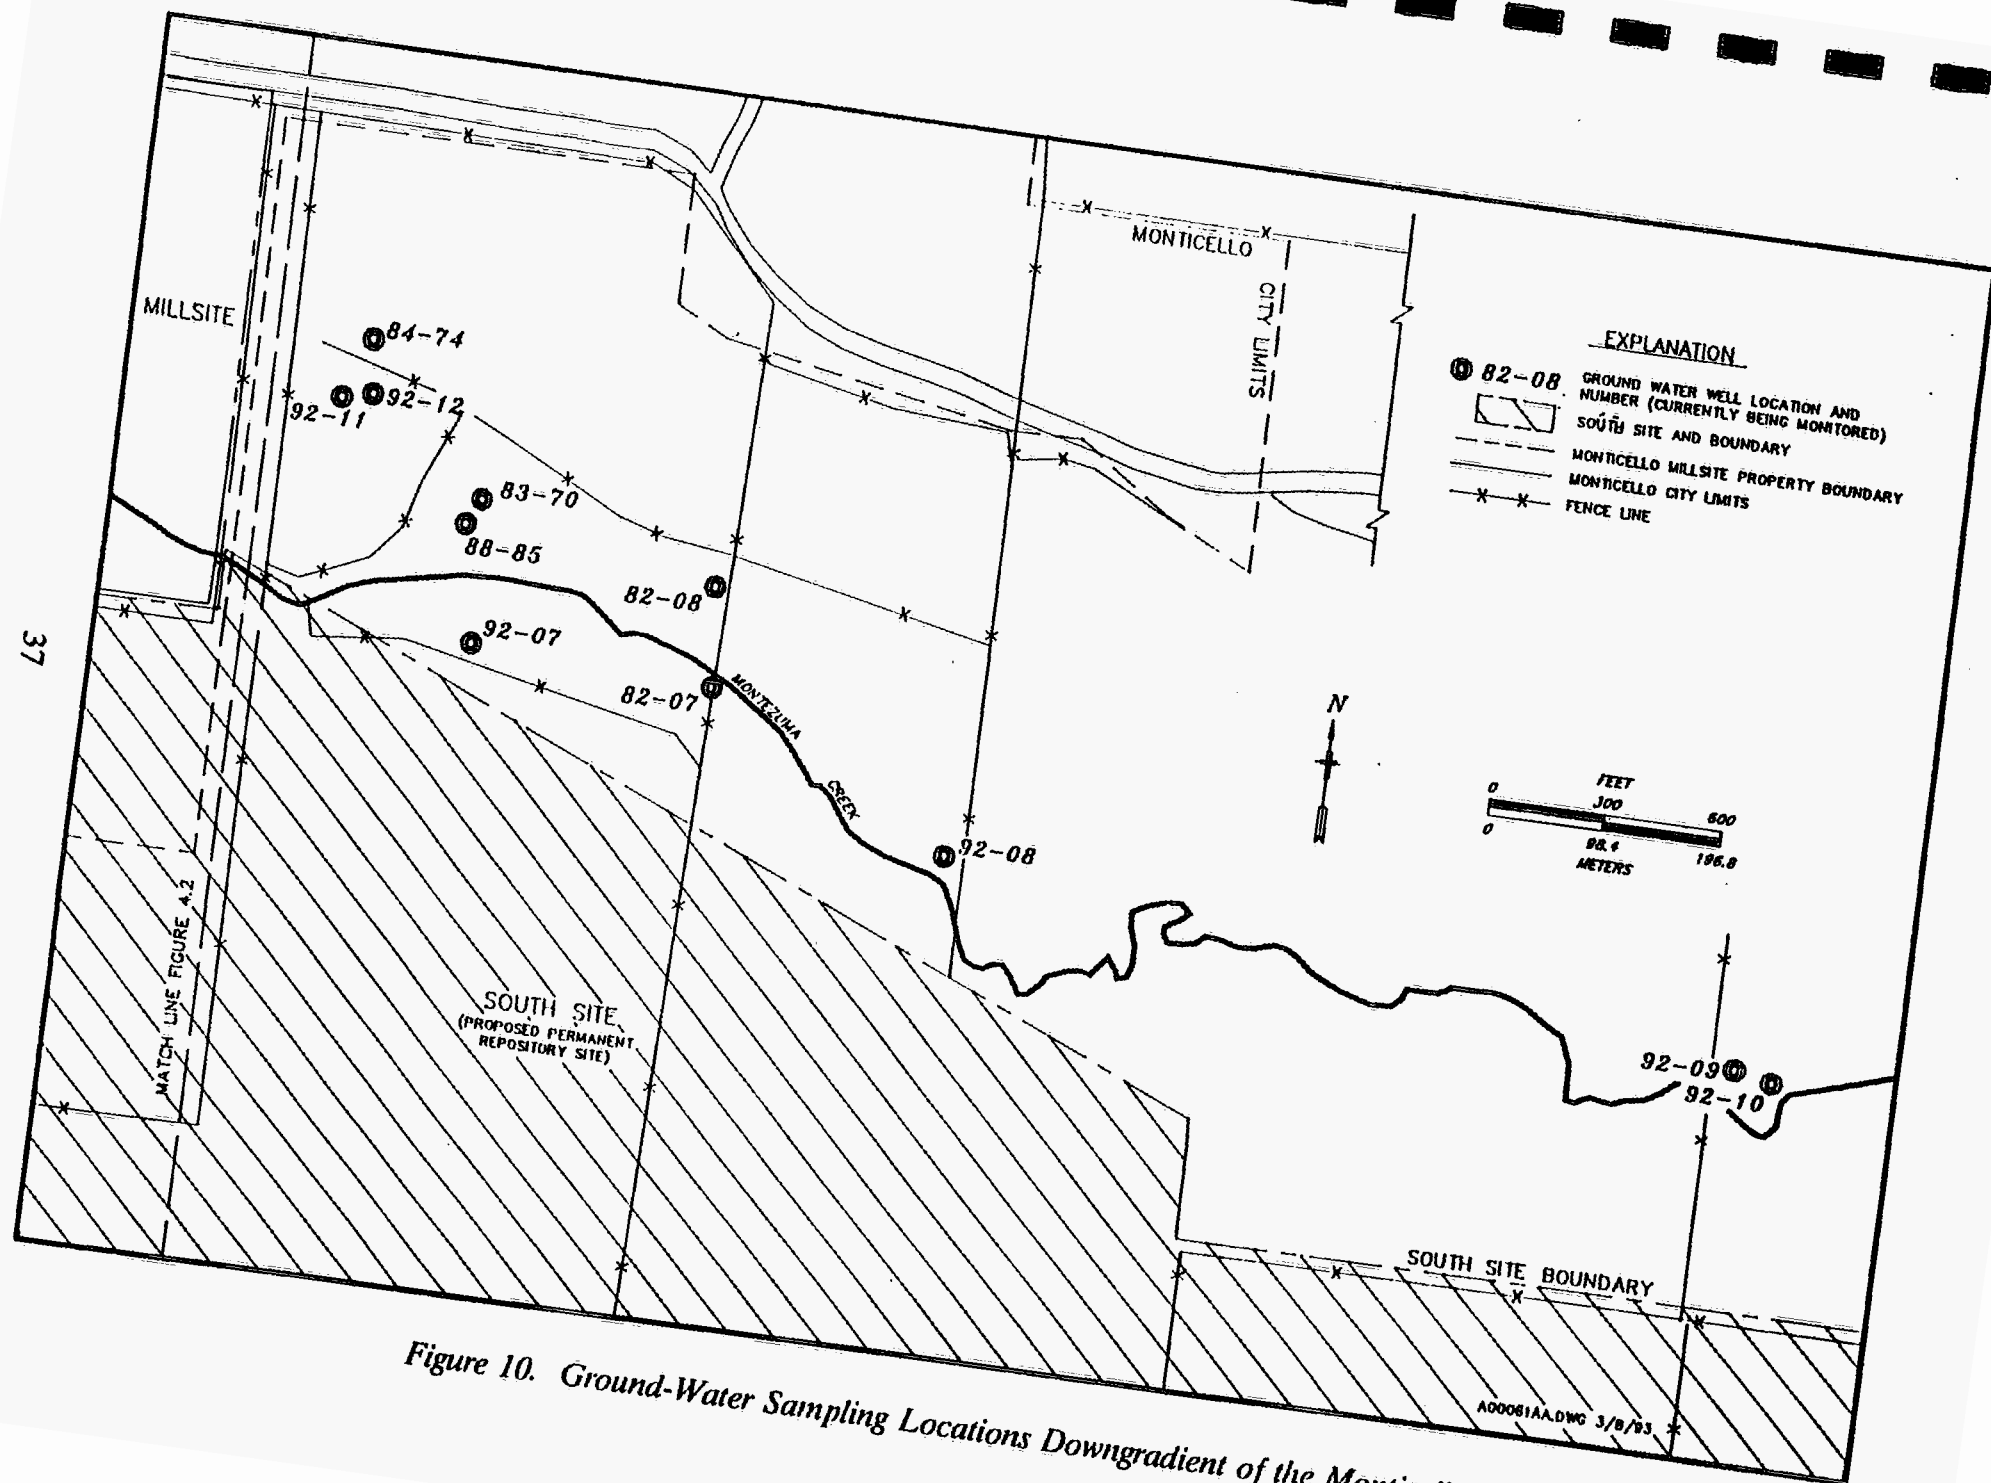 MONTICELLO
CITY LIMITS
MILLSITE
84-74
92-11
92-12
83-70
88-85
82-08
92-07
82-07
MONTEZUMA
CREEK
92-08
92-09
92-10
EXPLANATION
82-08
GROUND WATER WELL LOCATION AND
NUMBER (CURRENTLY BEING MONITORED)
SOUTH SITE AND BOUNDARY
MONTICELLO MILLSITE PROPERTY BOUNDARY
MONTICELLO CITY LIMITS
FENCE LINE
37
N
FEET
0 300 600
0 98.4 196.8
METERS
MATCH LINE FIGURE 4.2
SOUTH SITE
(PROPOSED PERMANENT
REPOSITORY SITE)
SOUTH SITE BOUNDARY
A00061AA.DWG 3/8/93
Figure 10. Ground-Water Sampling Locations Downgradient of the